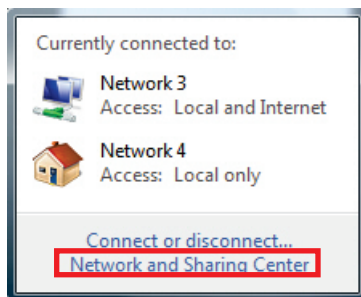 Currently connected to:
Network 3
Access: Local and Internet
Network 4
Access: Local only
Connect or disconnect...
Network and Sharing Center